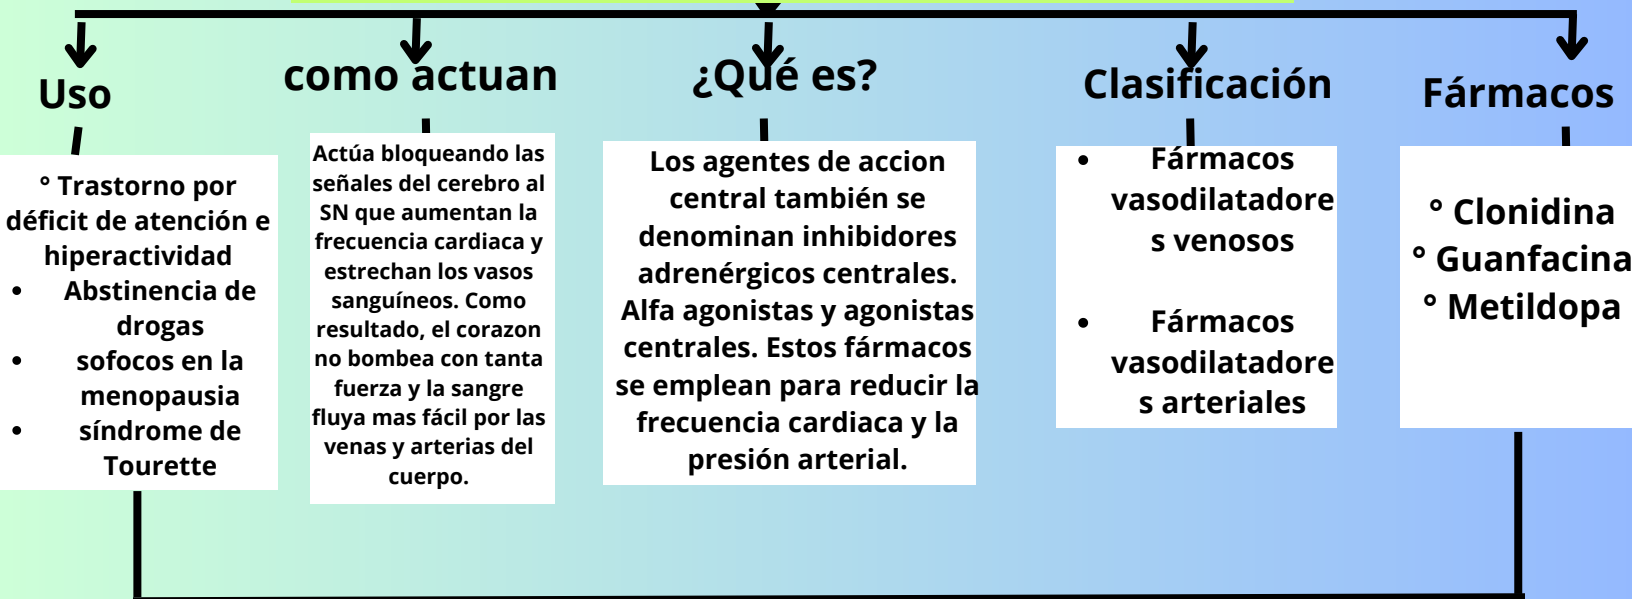 Uso
° Trastorno por
déficit de atención e
hiperactividad
• Abstinencia de
drogas
• sofocos en la
menopausia
• síndrome de
Tourette
como actuan
Actúa bloqueando las
señales del cerebro al
SN que aumentan la
frecuencia cardiaca y
estrechan los vasos
sanguíneos. Como
resultado, el corazon
no bombea con tanta
fuerza y la sangre
fluya mas fácil por las
venas y arterias del
cuerpo.
¿Qué es?
Los agentes de accion
central también se
denominan inhibidores
adrenérgicos centrales.
Alfa agonistas y agonistas
centrales. Estos fármacos
se emplean para reducir la
frecuencia cardiaca y la
presión arterial.
Clasificación
• Fármacos
vasodilatadore
s venosos
• Fármacos
vasodilatadore
s arteriales
Fármacos
° Clonidina
° Guanfacina
° Metildopa